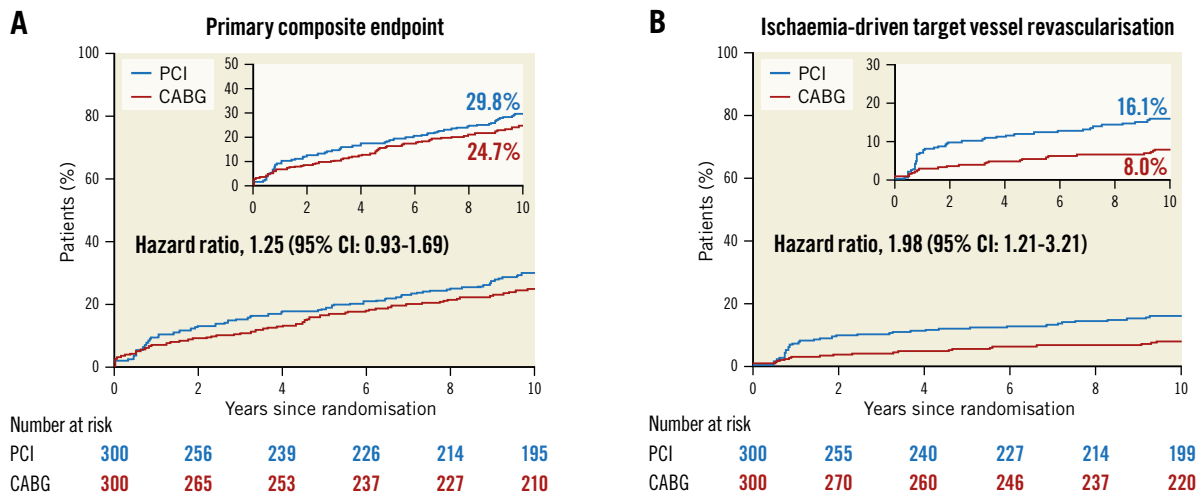 A
Primary composite endpoint
Patients (%)
100
80
60
40
20
0
PCI
CABG
50
40
30
20
10
0
29.8%
24.7%
0 2 4 6 8 10
Hazard ratio, 1.25 (95% CI: 0.93-1.69)
0 2 4 6 8 10
Years since randomisation
Number at risk
PCI 300 256 239 226 214 195
CABG 300 265 253 237 227 210
B
Ischaemia-driven target vessel revascularisation
Patients (%)
100
80
60
40
20
0
PCI
CABG
30
20
10
0
16.1%
8.0%
0 2 4 6 8 10
Hazard ratio, 1.98 (95% CI: 1.21-3.21)
0 2 4 6 8 10
Years since randomisation
Number at risk
PCI 300 255 240 227 214 199
CABG 300 270 260 246 237 220